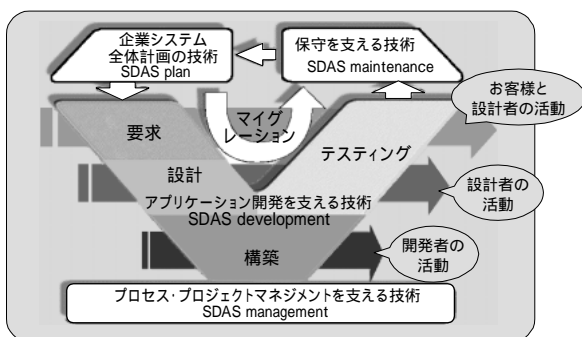 企業システム
全体計画の技術
SDAS plan
保守を支える技術
SDAS maintenance
お客様と
設計者の活動
マイグ
レーション
要求
テスティング
設計
設計者の
活動
アプリケーション開発を支える技術
SDAS development
開発者の
活動
構築
プロセス・プロジェクトマネジメントを支える技術
SDAS management